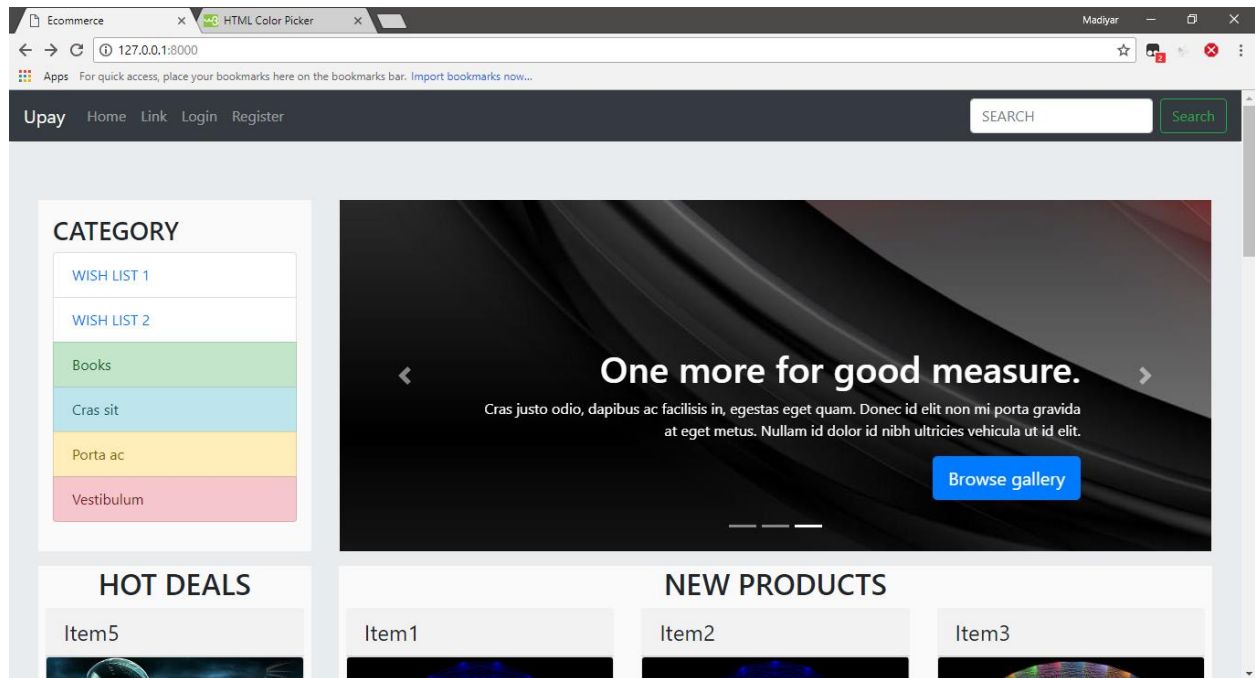 Ecommerce
HTML Color Picker
Madiyar
127.0.0.1:8000
2
Apps For quick access, place your bookmarks here on the bookmarks bar. Import bookmarks now...
Upay Home Link Login Register SEARCH Search
CATEGORY
WISH LIST 1
WISH LIST 2
Books
Cras sit
Porta ac
Vestibulum
One more for good measure.
Cras justo odio, dapibus ac facilisis in, egestas eget quam. Donec id elit non mi porta gravida
at eget metus. Nullam id dolor id nibh ultricies vehicula ut id elit.
Browse gallery
HOT DEALS
Item5
NEW PRODUCTS
Item1 Item2 Item3